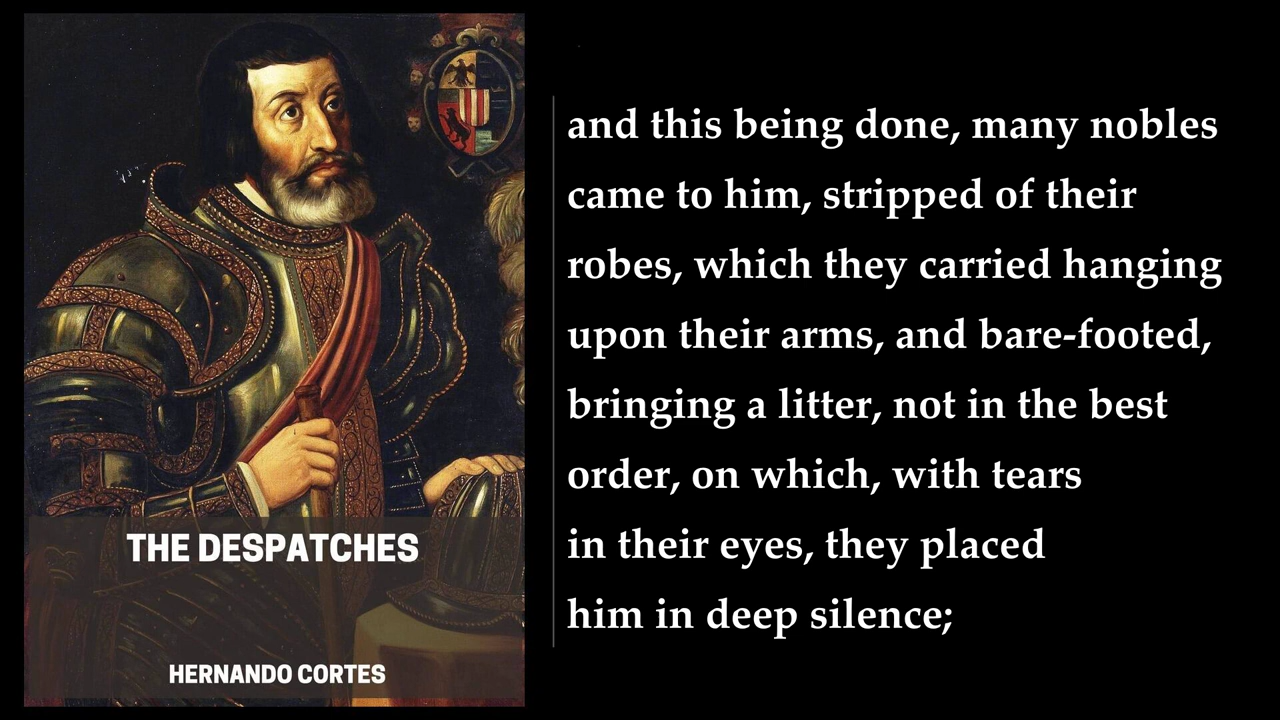 THE DESPATCHES
HERNANDO CORTES
and this being done, many nobles
came to him, stripped of their
robes, which they carried hanging
upon their arms, and bare-footed,
bringing a litter, not in the best
order, on which, with tears
in their eyes, they placed
him in deep silence;